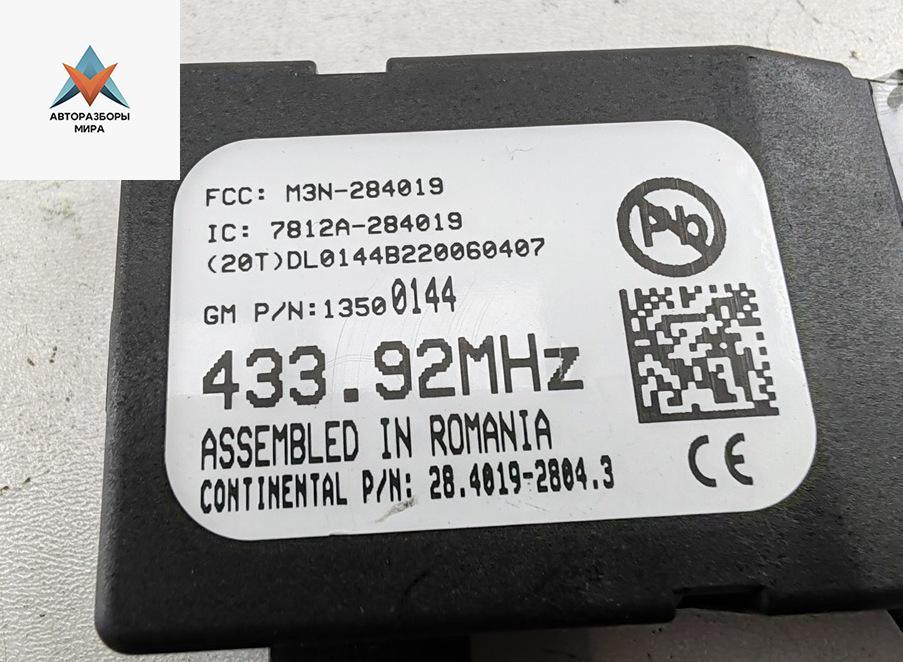 АВТОРАЗБОРЫ
МИРА
FCC: M3N-284019
IC: 7812A-284019
(20T)DL0144B220060407
GM P/N:13500144
433.92MHz
ASSEMBLED IN ROMANIA
CONTINENTAL P/N: 28.4019-2804.3
Pb
CE